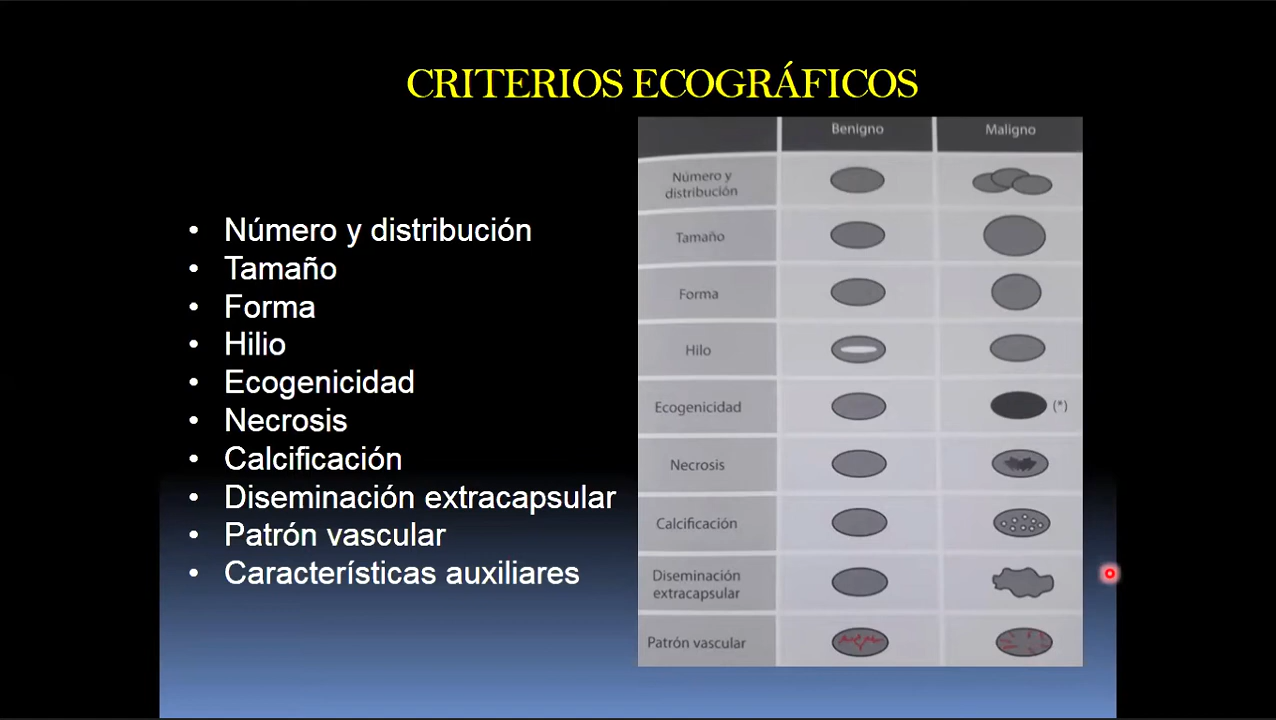 CRITERIOS ECOGRÁFICOS
• Número y distribución
• Tamaño
• Forma
• Hilio
• Ecogenicidad
• Necrosis
• Calcificación
• Diseminación extracapsular
• Patrón vascular
• Características auxiliares
Benigno Maligno
Número y
distribución
Tamaño
Forma
Hilo
Ecogenicidad (*)
Necrosis
Calcificación
Diseminación
extracapsular
Patrón vascular